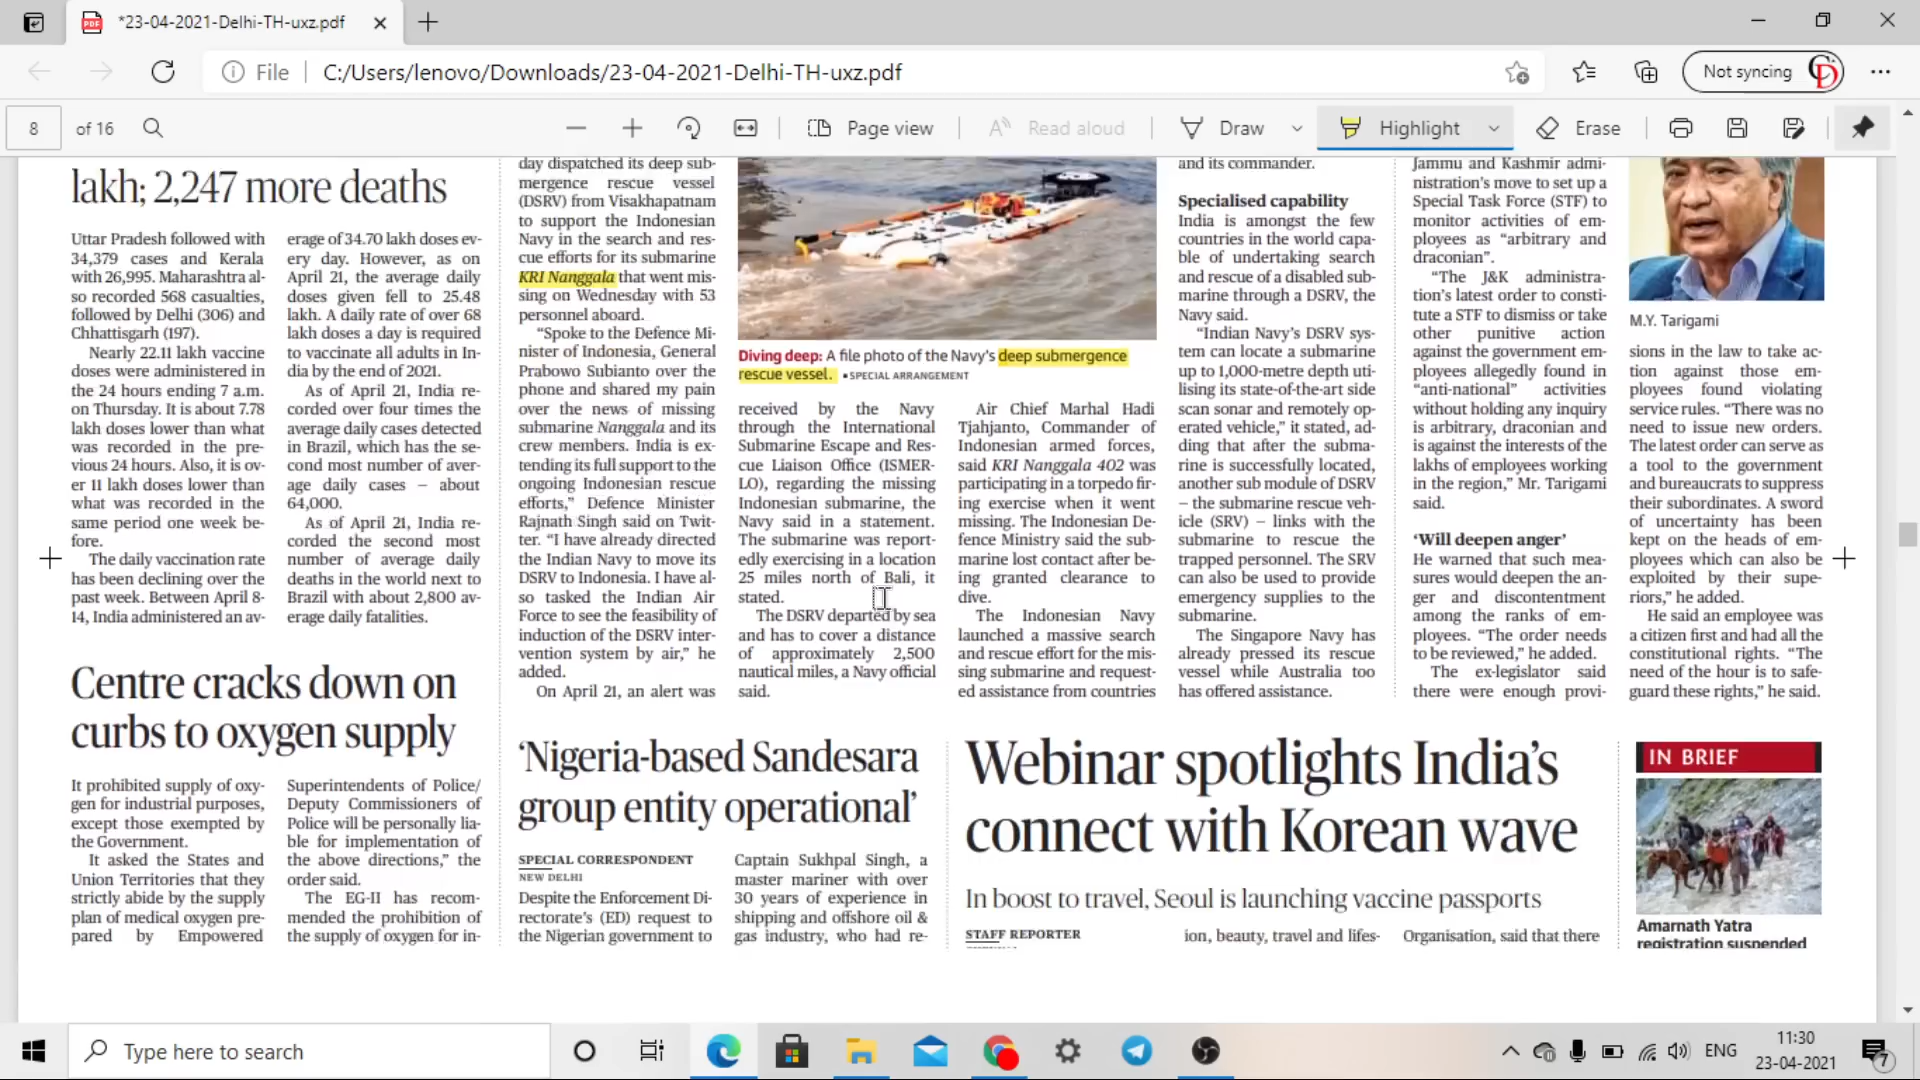 *23-04-2021-Delhi-TH-uxz.pdf
File
C:/Users/lenovo/Downloads/23-04-2021-Delhi-TH-uxz.pdf
Not syncing
8 of 16
Page view
Read aloud
Draw
Highlight
Erase
lakh; 2,247 more deaths
Uttar Pradesh followed with
34,379 cases and Kerala
with 26,995. Maharashtra al-
so recorded 568 casualties,
followed by Delhi (306) and
Chhattisgarh (197).
Nearly 22.11 lakh vaccine
doses were administered in
the 24 hours ending 7 a.m.
on Thursday. It is about 7.78
lakh doses lower than what
was recorded in the pre-
vious 24 hours. Also, it is ov-
er 11 lakh doses lower than
what was recorded in the
same period one week be-
fore.
The daily vaccination rate
has been declining over the
past week. Between April 8-
14, India administered an av-
erage of 34.70 lakh doses ev-
ery day. However, as on
April 21, the average daily
doses given fell to 25.48
lakh. A daily rate of over 68
lakh doses a day is required
to vaccinate all adults in In-
dia by the end of 2021.
As of April 21, India re-
corded over four times the
average daily cases detected
in Brazil, which has the se-
cond most number of aver-
age daily cases – about
64,000.
As of April 21, India re-
corded the second most
number of average daily
deaths in the world next to
Brazil with about 2,800 av-
erage daily fatalities.
Centre cracks down on
curbs to oxygen supply
It prohibited supply of oxy-
gen for industrial purposes,
except those exempted by
the Government.
It asked the States and
Union Territories that they
strictly abide by the supply
plan of medical oxygen pre-
pared by Empowered
Superintendents of Police/
Deputy Commissioners of
Police will be personally lia-
ble for implementation of
the above directions,” the
order said.
The EG-II has recom-
mended the prohibition of
the supply of oxygen for in-
day dispatched its deep sub-
mergence rescue vessel
(DSRV) from Visakhapatnam
to support the Indonesian
Navy in the search and res-
cue efforts for its submarine
KRI Nanggala that went mis-
sing on Wednesday with 53
personnel aboard.
“Spoke to the Defence Mi-
nister of Indonesia, General
Prabowo Subianto over the
phone and shared my pain
over the news of missing
submarine Nanggala and its
crew members. India is ex-
tending its full support to the
ongoing Indonesian rescue
efforts,” Defence Minister
Rajnath Singh said on Twit-
ter. “I have already directed
the Indian Navy to move its
DSRV to Indonesia. I have al-
so tasked the Indian Air
Force to see the feasibility of
induction of the DSRV inter-
vention system by air,” he
added.
On April 21, an alert was
Diving deep: A file photo of the Navy’s deep submergence
rescue vessel. ▪SPECIAL ARRANGEMENT
received by the Navy
through the International
Submarine Escape and Res-
cue Liaison Office (ISMER-
LO), regarding the missing
Indonesian submarine, the
Navy said in a statement.
The submarine was report-
edly exercising in a location
25 miles north of Bali, it
stated.
The DSRV departed by sea
and has to cover a distance
of approximately 2,500
nautical miles, a Navy official
said.
Air Chief Marhal Hadi
Tjahjanto, Commander of
Indonesian armed forces,
said KRI Nanggala 402 was
participating in a torpedo fir-
ing exercise when it went
missing. The Indonesian De-
fence Ministry said the sub-
marine lost contact after be-
ing granted clearance to
dive.
The Indonesian Navy
launched a massive search
and rescue effort for the mis-
sing submarine and request-
ed assistance from countries
and its commander.
Specialised capability
India is amongst the few
countries in the world capa-
ble of undertaking search
and rescue of a disabled sub-
marine through a DSRV, the
Navy said.
“Indian Navy’s DSRV sys-
tem can locate a submarine
up to 1,000-metre depth uti-
lising its state-of-the-art side
scan sonar and remotely op-
erated vehicle,” it stated, ad-
ding that after the subma-
rine is successfully located,
another sub module of DSRV
– the submarine rescue veh-
icle (SRV) – links with the
submarine to rescue the
trapped personnel. The SRV
can also be used to provide
emergency supplies to the
submarine.
The Singapore Navy has
already pressed its rescue
vessel while Australia too
has offered assistance.
Jammu and Kashmir admi-
nistration’s move to set up a
Special Task Force (STF) to
monitor activities of em-
ployees as “arbitrary and
draconian”.
“The J&K administra-
tion’s latest order to consti-
tute a STF to dismiss or take
other punitive action
against the government em-
ployees allegedly found in
“anti-national” activities
without holding any inquiry
is arbitrary, draconian and
is against the interests of the
lakhs of employees working
in the region,” Mr. Tarigami
said.
‘Will deepen anger’
He warned that such mea-
sures would deepen the an-
ger and discontentment
among the ranks of em-
ployees. “The order needs
to be reviewed,” he added.
The ex-legislator said
there were enough provi-
M.Y. Tarigami
sions in the law to take ac-
tion against those em-
ployees found violating
service rules. “There was no
need to issue new orders.
The latest order can serve as
a tool to the government
and bureaucrats to suppress
their subordinates. A sword
of uncertainty has been
kept on the heads of em-
ployees which can also be
exploited by their supe-
riors,” he added.
He said an employee was
a citizen first and had all the
constitutional rights. “The
need of the hour is to safe-
guard these rights,” he said.
‘Nigeria-based Sandesara
group entity operational’
SPECIAL CORRESPONDENT
NEW DELHI
Despite the Enforcement Di-
rectorate’s (ED) request to
the Nigerian government to
Captain Sukhpal Singh, a
master mariner with over
30 years of experience in
shipping and offshore oil &
gas industry, who had re-
Webinar spotlights India’s
connect with Korean wave
In boost to travel, Seoul is launching vaccine passports
STAFF REPORTER
ion, beauty, travel and lifes-
Organisation, said that there
IN BRIEF
Amarnath Yatra
registration suspended
Type here to search
ENG
11:30
23-04-2021
7